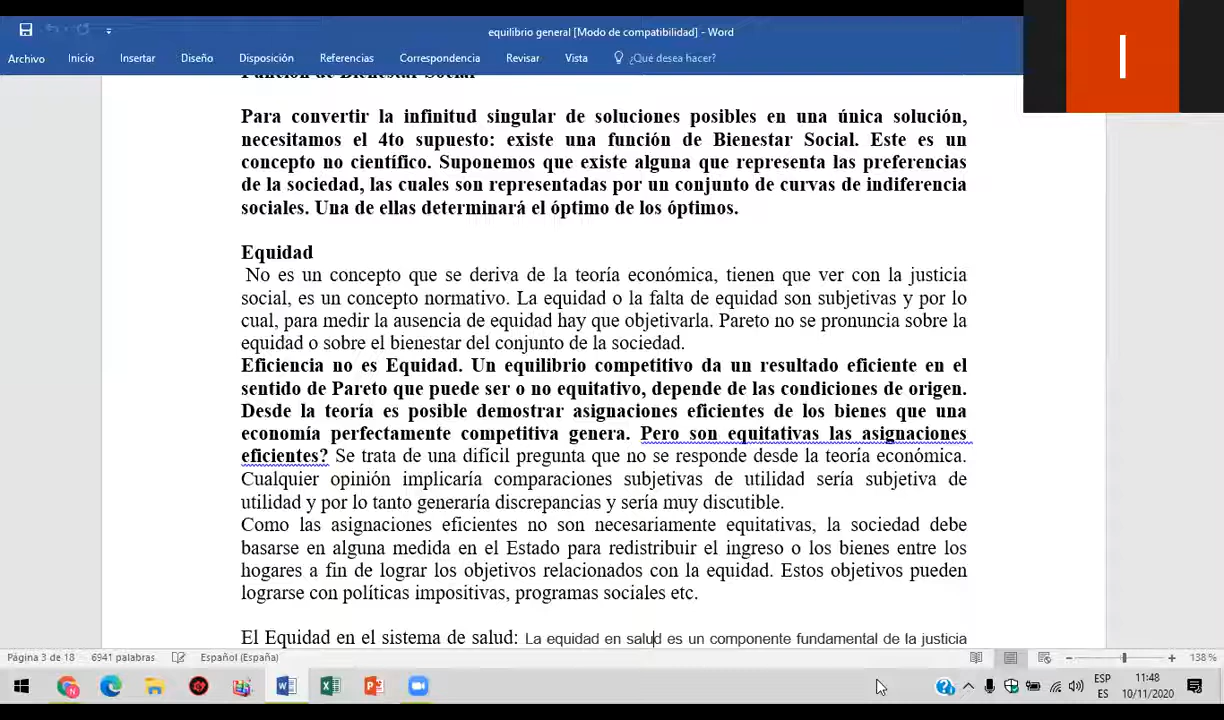 equilibrio general [Modo de compatibilidad] - Word
Archivo Inicio Insertar Diseño Disposición Referencias Correspondencia Revisar Vista ¿Qué desea hacer?
I
Función de Bienestar Social
Para convertir la infinitud singular de soluciones posibles en una única solución,
necesitamos el 4to supuesto: existe una función de Bienestar Social. Este es un
concepto no científico. Suponemos que existe alguna que representa las preferencias
de la sociedad, las cuales son representadas por un conjunto de curvas de indiferencia
sociales. Una de ellas determinará el óptimo de los óptimos.
Equidad
No es un concepto que se deriva de la teoría económica, tienen que ver con la justicia
social, es un concepto normativo. La equidad o la falta de equidad son subjetivas y por lo
cual, para medir la ausencia de equidad hay que objetivarla. Pareto no se pronuncia sobre la
equidad o sobre el bienestar del conjunto de la sociedad.
Eficiencia no es Equidad. Un equilibrio competitivo da un resultado eficiente en el
sentido de Pareto que puede ser o no equitativo, depende de las condiciones de origen.
Desde la teoría es posible demostrar asignaciones eficientes de los bienes que una
economía perfectamente competitiva genera. Pero son equitativas las asignaciones
eficientes? Se trata de una difícil pregunta que no se responde desde la teoría económica.
Cualquier opinión implicaría comparaciones subjetivas de utilidad sería subjetiva de
utilidad y por lo tanto generaría discrepancias y sería muy discutible.
Como las asignaciones eficientes no son necesariamente equitativas, la sociedad debe
basarse en alguna medida en el Estado para redistribuir el ingreso o los bienes entre los
hogares a fin de lograr los objetivos relacionados con la equidad. Estos objetivos pueden
lograrse con políticas impositivas, programas sociales etc.
El Equidad en el sistema de salud: La equidad en salud es un componente fundamental de la justicia
Página 3 de 18 6941 palabras Español (España) 138 %
ESP 11:48
ES 10/11/2020